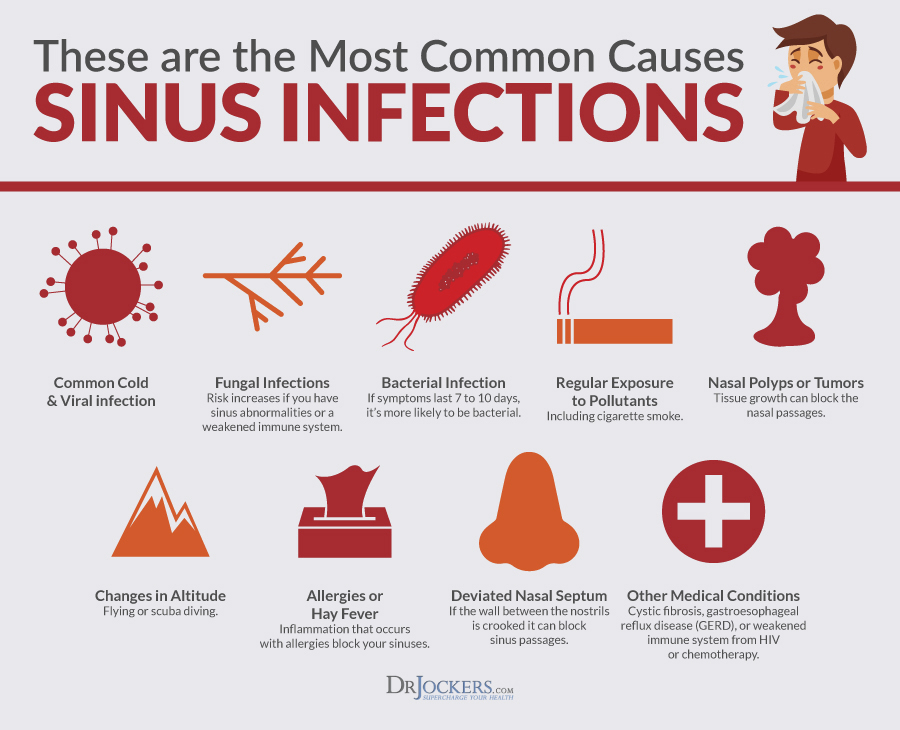 These are the Most Common Causes
SINUS INFECTIONS
Common Cold
& Viral infection
Fungal Infections
Risk increases if you have
sinus abnormalities or a
weakened immune system.
Bacterial Infection
If symptoms last 7 to 10 days,
it's more likely to be bacterial.
Regular Exposure
to Pollutants
Including cigarette smoke.
Nasal Polyps or Tumors
Tissue growth can block the
nasal passages.
Changes in Altitude
Flying or scuba diving.
Allergies or
Hay Fever
Inflammation that occurs
with allergies block your sinuses.
Deviated Nasal Septum
If the wall between the nostrils
is crooked it can block
sinus passages.
Other Medical Conditions
Cystic fibrosis, gastroesophageal
reflux disease (GERD), or weakened
immune system from HIV
or chemotherapy.
DRJOCKERS.COM
SUPERCHARGE YOUR HEALTH